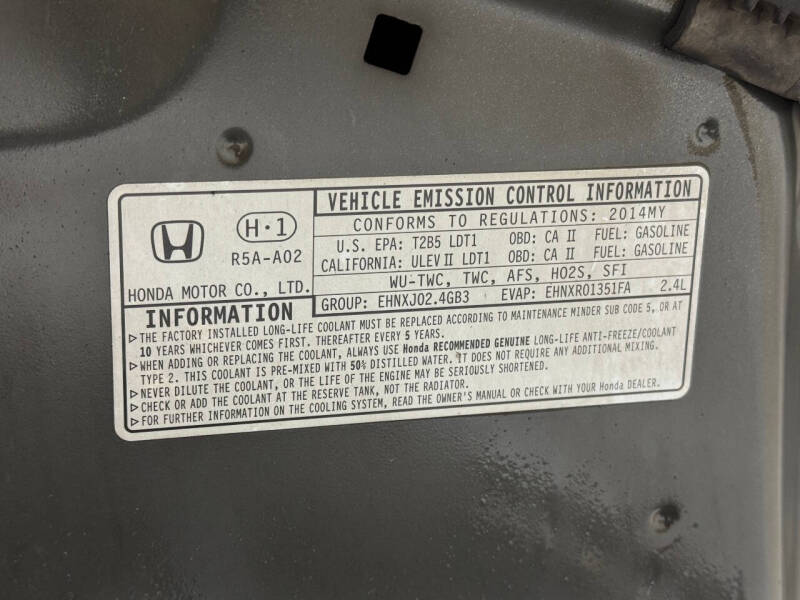 H·1
R5A-A02
HONDA MOTOR CO., LTD.
VEHICLE EMISSION CONTROL INFORMATION
CONFORMS TO REGULATIONS: 2014MY
U.S. EPA: T2B5 LDT1 OBD: CA II FUEL: GASOLINE
CALIFORNIA: ULEV II LDT1 OBD: CA II FUEL: GASOLINE
WU-TWC, TWC, AFS, HO2S, SFI
GROUP: EHNXJ02.4GB3 EVAP: EHNXR01351FA 2.4L
INFORMATION
▷THE FACTORY INSTALLED LONG-LIFE COOLANT MUST BE REPLACED ACCORDING TO MAINTENANCE MINDER SUB CODE 5, OR AT
10 YEARS WHICHEVER COMES FIRST. THEREAFTER EVERY 5 YEARS.
▷WHEN ADDING OR REPLACING THE COOLANT, ALWAYS USE Honda RECOMMENDED GENUINE LONG-LIFE ANTI-FREEZE/COOLANT
TYPE 2. THIS COOLANT IS PRE-MIXED WITH 50% DISTILLED WATER. IT DOES NOT REQUIRE ANY ADDITIONAL MIXING.
▷NEVER DILUTE THE COOLANT, OR THE LIFE OF THE ENGINE MAY BE SERIOUSLY SHORTENED.
▷CHECK OR ADD THE COOLANT AT THE RESERVE TANK, NOT THE RADIATOR.
▷FOR FURTHER INFORMATION ON THE COOLING SYSTEM, READ THE OWNER'S MANUAL OR CHECK WITH YOUR Honda DEALER.